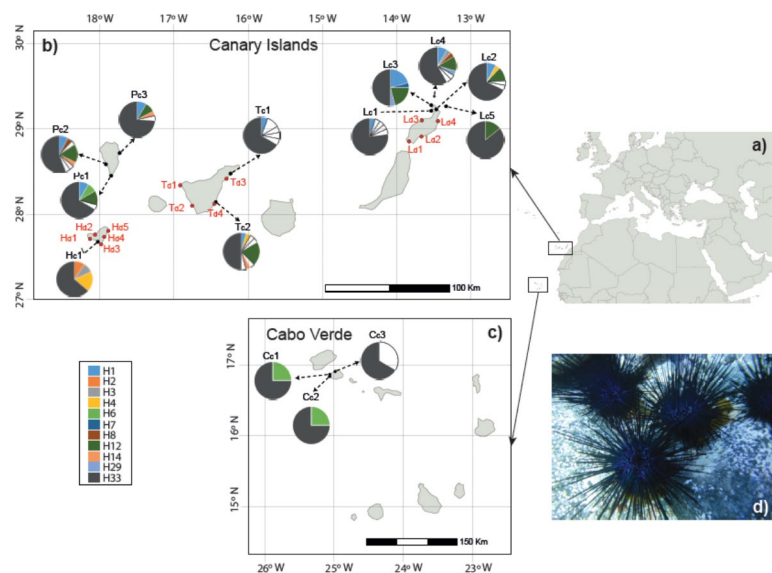 18º W 17º W 16º W 15º W 14º W 13º W
b) Canary Islands
30º N
29º N
28º N
27º N
Pc3
Pc2
Pc1
Hc1
Tc1
Tc2
Lc4
Lc3
Lc2
Lc1
Lc5
La3
La4
La2
La1
Ta1
Ta3
Ta2
Ta4
Ha2
Ha5
Ha1
Ha4
Ha3
100 Km
a)
Cabo Verde c)
Cc1
Cc3
Cc2
17º N
16º N
15º N
150 Km
26º W 25º W 24º W 23º W
H1
H2
H3
H4
H6
H7
H8
H12
H14
H29
H33
d)